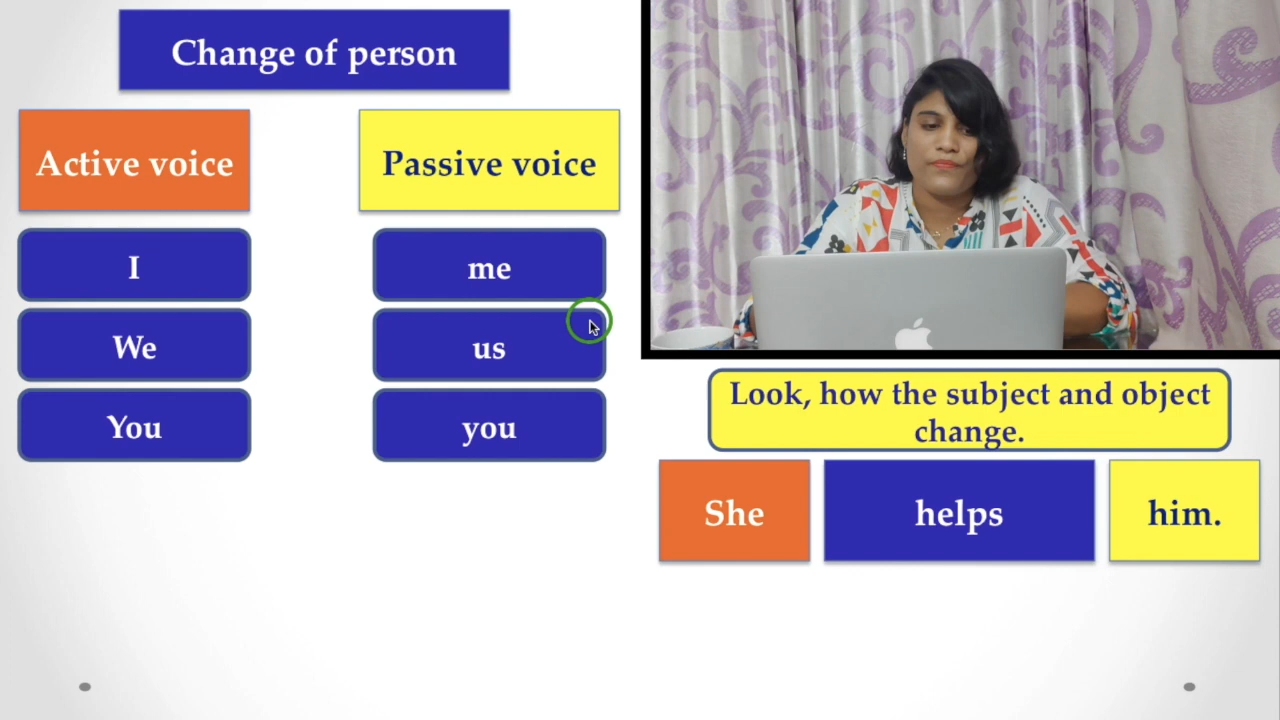 Change of person
Active voice
Passive voice
I
me
We
us
You
you
Look, how the subject and object
change.
She
helps
him.